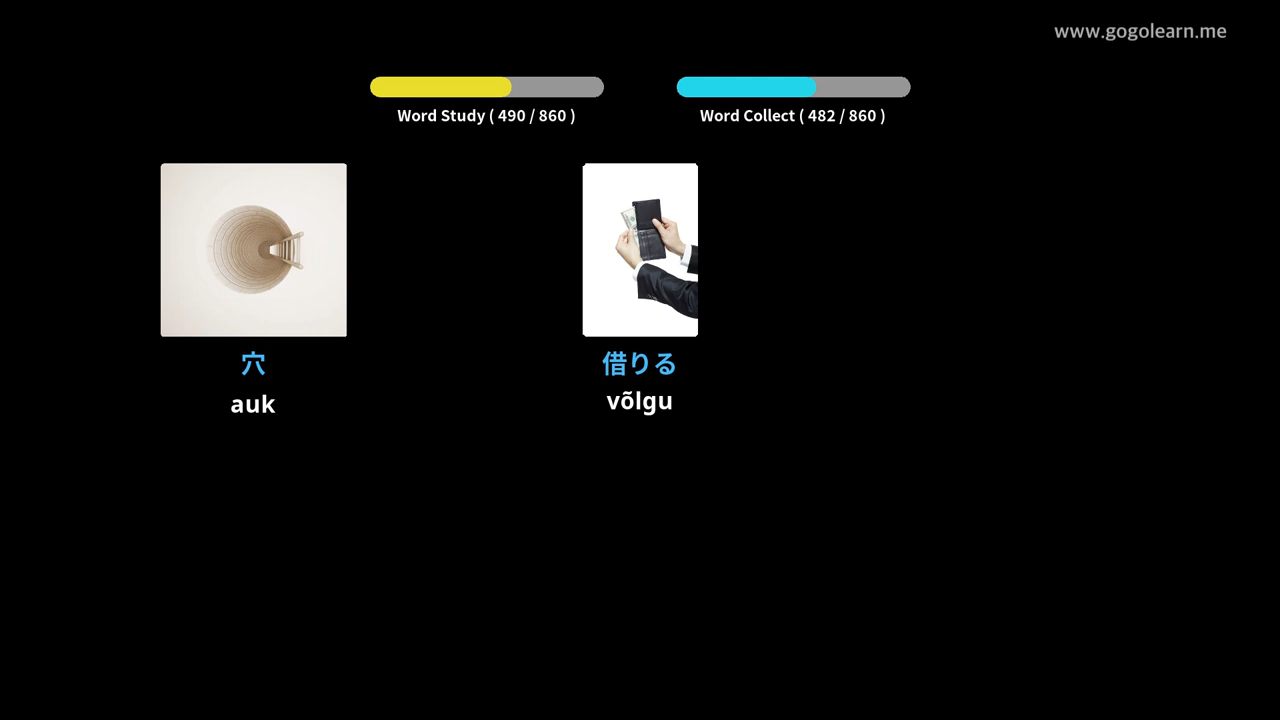 www.gogolearn.me
Word Study ( 490 / 860 )
Word Collect ( 482 / 860 )
穴
auk
借りる
võlgu